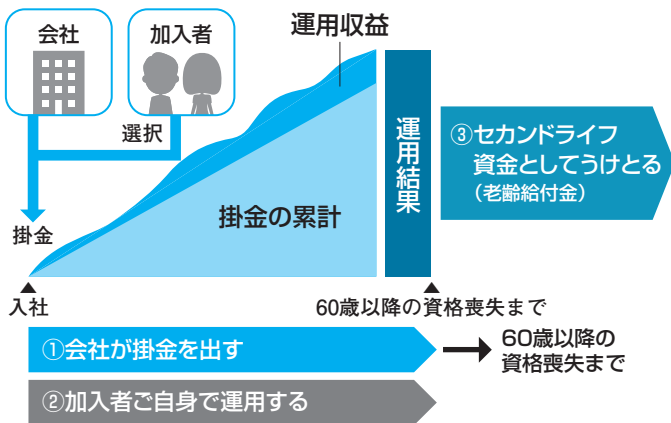 会社
加入者
運用収益
選択
掛金
掛金の累計
運用結果
③セカンドライフ
資金としてうけとる
(老齢給付金)
入社
60歳以降の資格喪失まで
①会社が掛金を出す
60歳以降の
資格喪失まで
②加入者ご自身で運用する